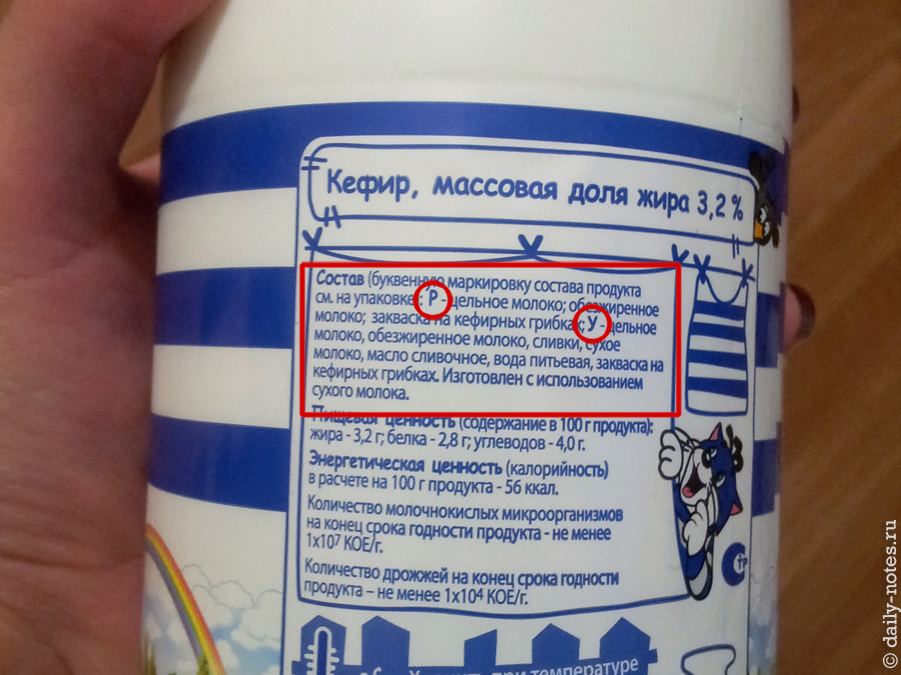 Кефир, массовая доля жира 3,2 %
Состав (буквенную маркировку состава продукта
см. на упаковке): Р - цельное молоко; обезжиренное
молоко; закваска на кефирных грибках; У - цельное
молоко, обезжиренное молоко, сливки, сухое
молоко, масло сливочное, вода питьевая, закваска на
кефирных грибках. Изготовлен с использованием
сухого молока.
Пищевая ценность (содержание в 100 г продукта):
жира - 3,2 г; белка - 2,8 г; углеводов - 4,0 г.
Энергетическая ценность (калорийность)
в расчете на 100 г продукта - 56 ккал.
Количество молочнокислых микроорганизмов
на конец срока годности продукта - не менее
1х10⁷ КОЕ/г.
Количество дрожжей на конец срока годности
продукта – не менее 1х10⁴ КОЕ/г.
при температуре
© daily-notes.ru